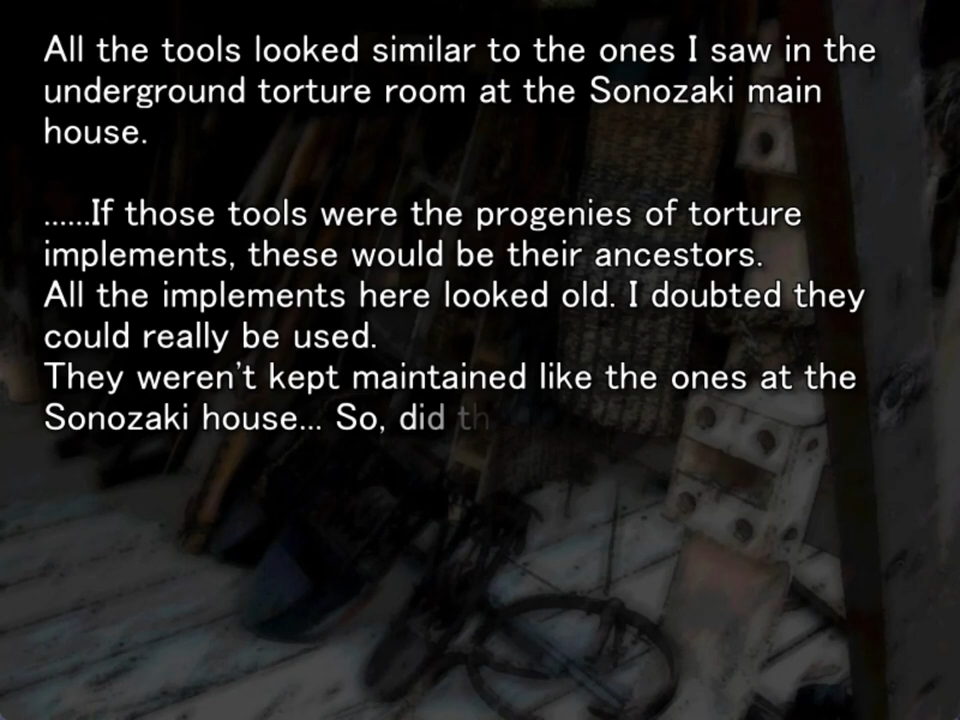 All the tools looked similar to the ones I saw in the
underground torture room at the Sonozaki main
house.
......If those tools were the progenies of torture
implements, these would be their ancestors.
All the implements here looked old. I doubted they
could really be used.
They weren't kept maintained like the ones at the
Sonozaki house... So, did th